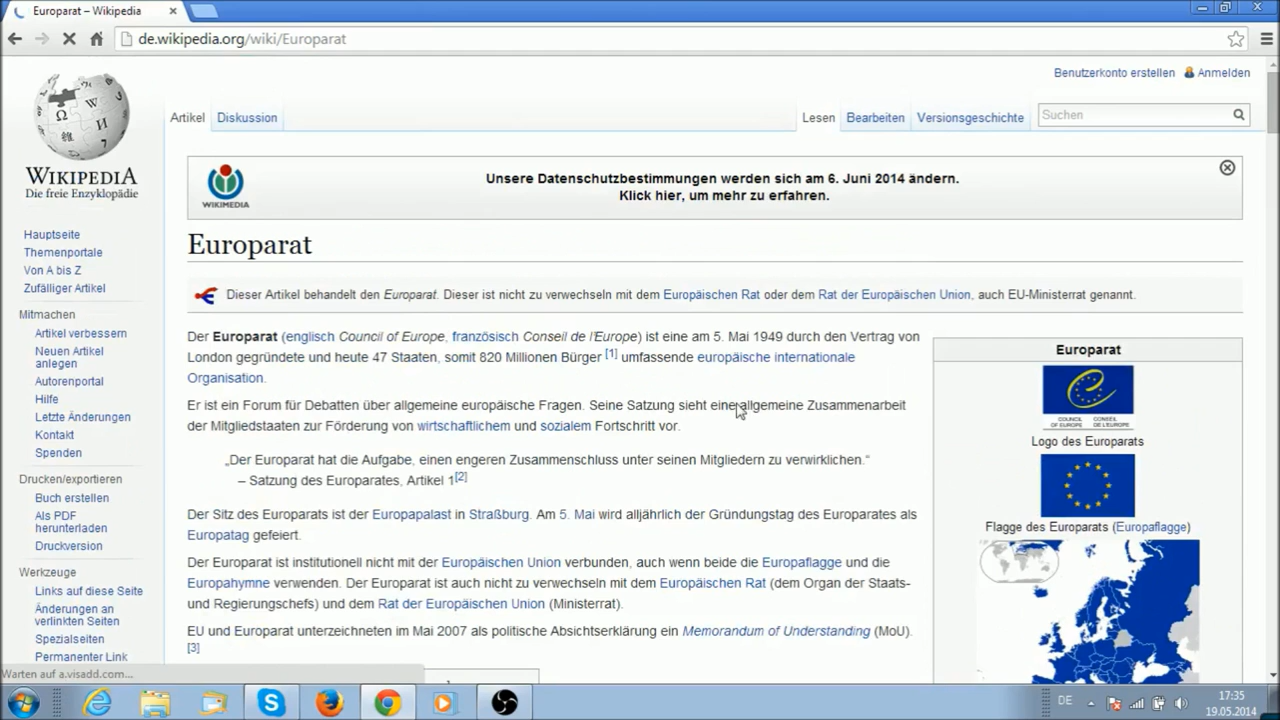 Europarat – Wikipedia
de.wikipedia.org/wiki/Europarat
Benutzerkonto erstellen Anmelden
Artikel Diskussion Lesen Bearbeiten Versionsgeschichte Suchen
WIKIPEDIA
Die freie Enzyklopädie
Hauptseite
Themenportale
Von A bis Z
Zufälliger Artikel
Mitmachen
Artikel verbessern
Neuen Artikel
anlegen
Autorenportal
Hilfe
Letzte Änderungen
Kontakt
Spenden
Drucken/exportieren
Buch erstellen
Als PDF
herunterladen
Druckversion
Werkzeuge
Links auf diese Seite
Änderungen an
verlinkten Seiten
Spezialseiten
Permanenter Link
WIKIMEDIA
Unsere Datenschutzbestimmungen werden sich am 6. Juni 2014 ändern.
Klick hier, um mehr zu erfahren.
Europarat
Dieser Artikel behandelt den Europarat. Dieser ist nicht zu verwechseln mit dem Europäischen Rat oder dem Rat der Europäischen Union, auch EU-Ministerrat genannt.
Der Europarat (englisch Council of Europe, französisch Conseil de l'Europe) ist eine am 5. Mai 1949 durch den Vertrag von
London gegründete und heute 47 Staaten, somit 820 Millionen Bürger [1] umfassende europäische internationale
Organisation.
Er ist ein Forum für Debatten über allgemeine europäische Fragen. Seine Satzung sieht eine allgemeine Zusammenarbeit
der Mitgliedstaaten zur Förderung von wirtschaftlichem und sozialem Fortschritt vor.
„Der Europarat hat die Aufgabe, einen engeren Zusammenschluss unter seinen Mitgliedern zu verwirklichen.“
– Satzung des Europarates, Artikel 1[2]
Der Sitz des Europarats ist der Europapalast in Straßburg. Am 5. Mai wird alljährlich der Gründungstag des Europarates als
Europatag gefeiert.
Der Europarat ist institutionell nicht mit der Europäischen Union verbunden, auch wenn beide die Europaflagge und die
Europahymne verwenden. Der Europarat ist auch nicht zu verwechseln mit dem Europäischen Rat (dem Organ der Staats-
und Regierungschefs) und dem Rat der Europäischen Union (Ministerrat).
EU und Europarat unterzeichneten im Mai 2007 als politische Absichtserklärung ein Memorandum of Understanding (MoU).
[3]
Europarat
COUNCIL CONSEIL
OF EUROPE DE L'EUROPE
Logo des Europarats
Flagge des Europarats (Europaflagge)
Warten auf a.visadd.com...
DE
17:35
19.05.2014